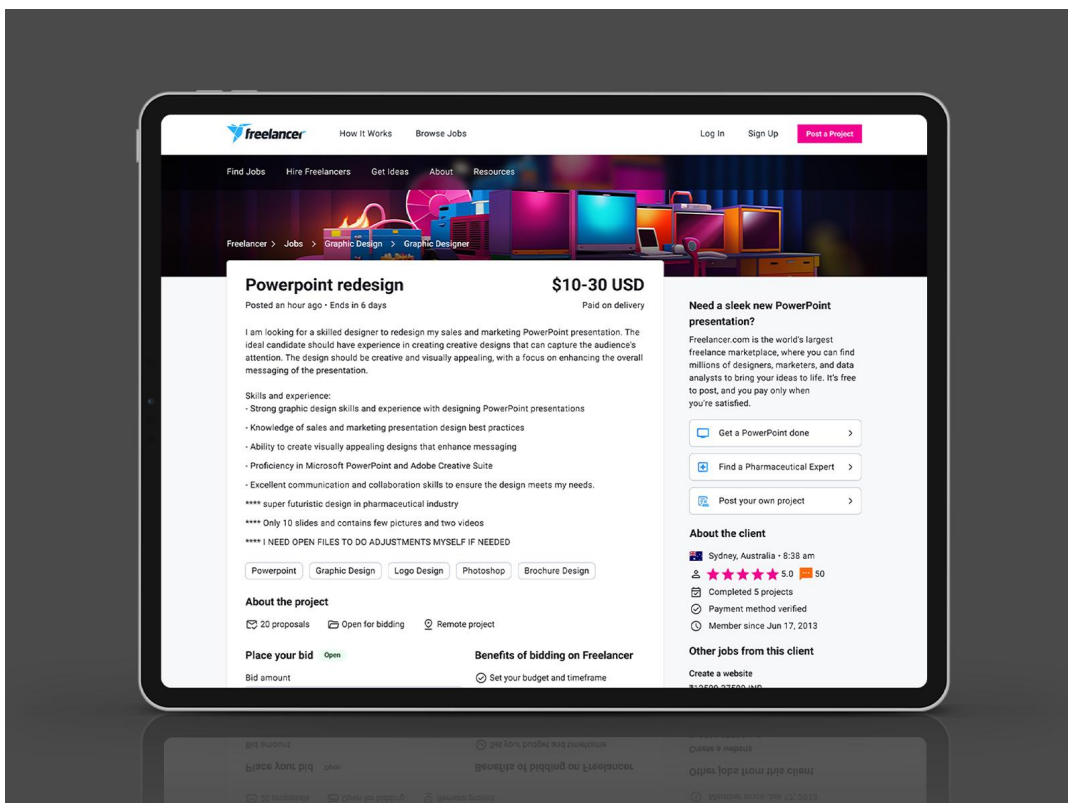 freelancer
How It Works
Browse Jobs
Log In
Sign Up
Post a Project
Find Jobs
Hire Freelancers
Get Ideas
About
Resources
Freelancer > Jobs > Graphic Design > Graphic Designer
Powerpoint redesign
$10-30 USD
Posted an hour ago • Ends in 6 days
Paid on delivery
I am looking for a skilled designer to redesign my sales and marketing PowerPoint presentation. The
ideal candidate should have experience in creating creative designs that can capture the audience's
attention. The design should be creative and visually appealing, with a focus on enhancing the overall
messaging of the presentation.
Skills and experience:
- Strong graphic design skills and experience with designing PowerPoint presentations
- Knowledge of sales and marketing presentation design best practices
- Ability to create visually appealing designs that enhance messaging
- Proficiency in Microsoft PowerPoint and Adobe Creative Suite
- Excellent communication and collaboration skills to ensure the design meets my needs.
**** super futuristic design in pharmaceutical industry
**** Only 10 slides and contains few pictures and two videos
**** I NEED OPEN FILES TO DO ADJUSTMENTS MYSELF IF NEEDED
Powerpoint
Graphic Design
Logo Design
Photoshop
Brochure Design
About the project
20 proposals
Open for bidding
Remote project
Place your bid
Open
Bid amount
Benefits of bidding on Freelancer
Set your budget and timeframe
Need a sleek new PowerPoint
presentation?
Freelancer.com is the world's largest
freelance marketplace, where you can find
millions of designers, marketers, and data
analysts to bring your ideas to life. It's free
to post, and you pay only when
you're satisfied.
Get a PowerPoint done
Find a Pharmaceutical Expert
Post your own project
About the client
Sydney, Australia • 8:38 am
5.0
50
Completed 5 projects
Payment method verified
Member since Jun 17, 2013
Other jobs from this client
Create a website